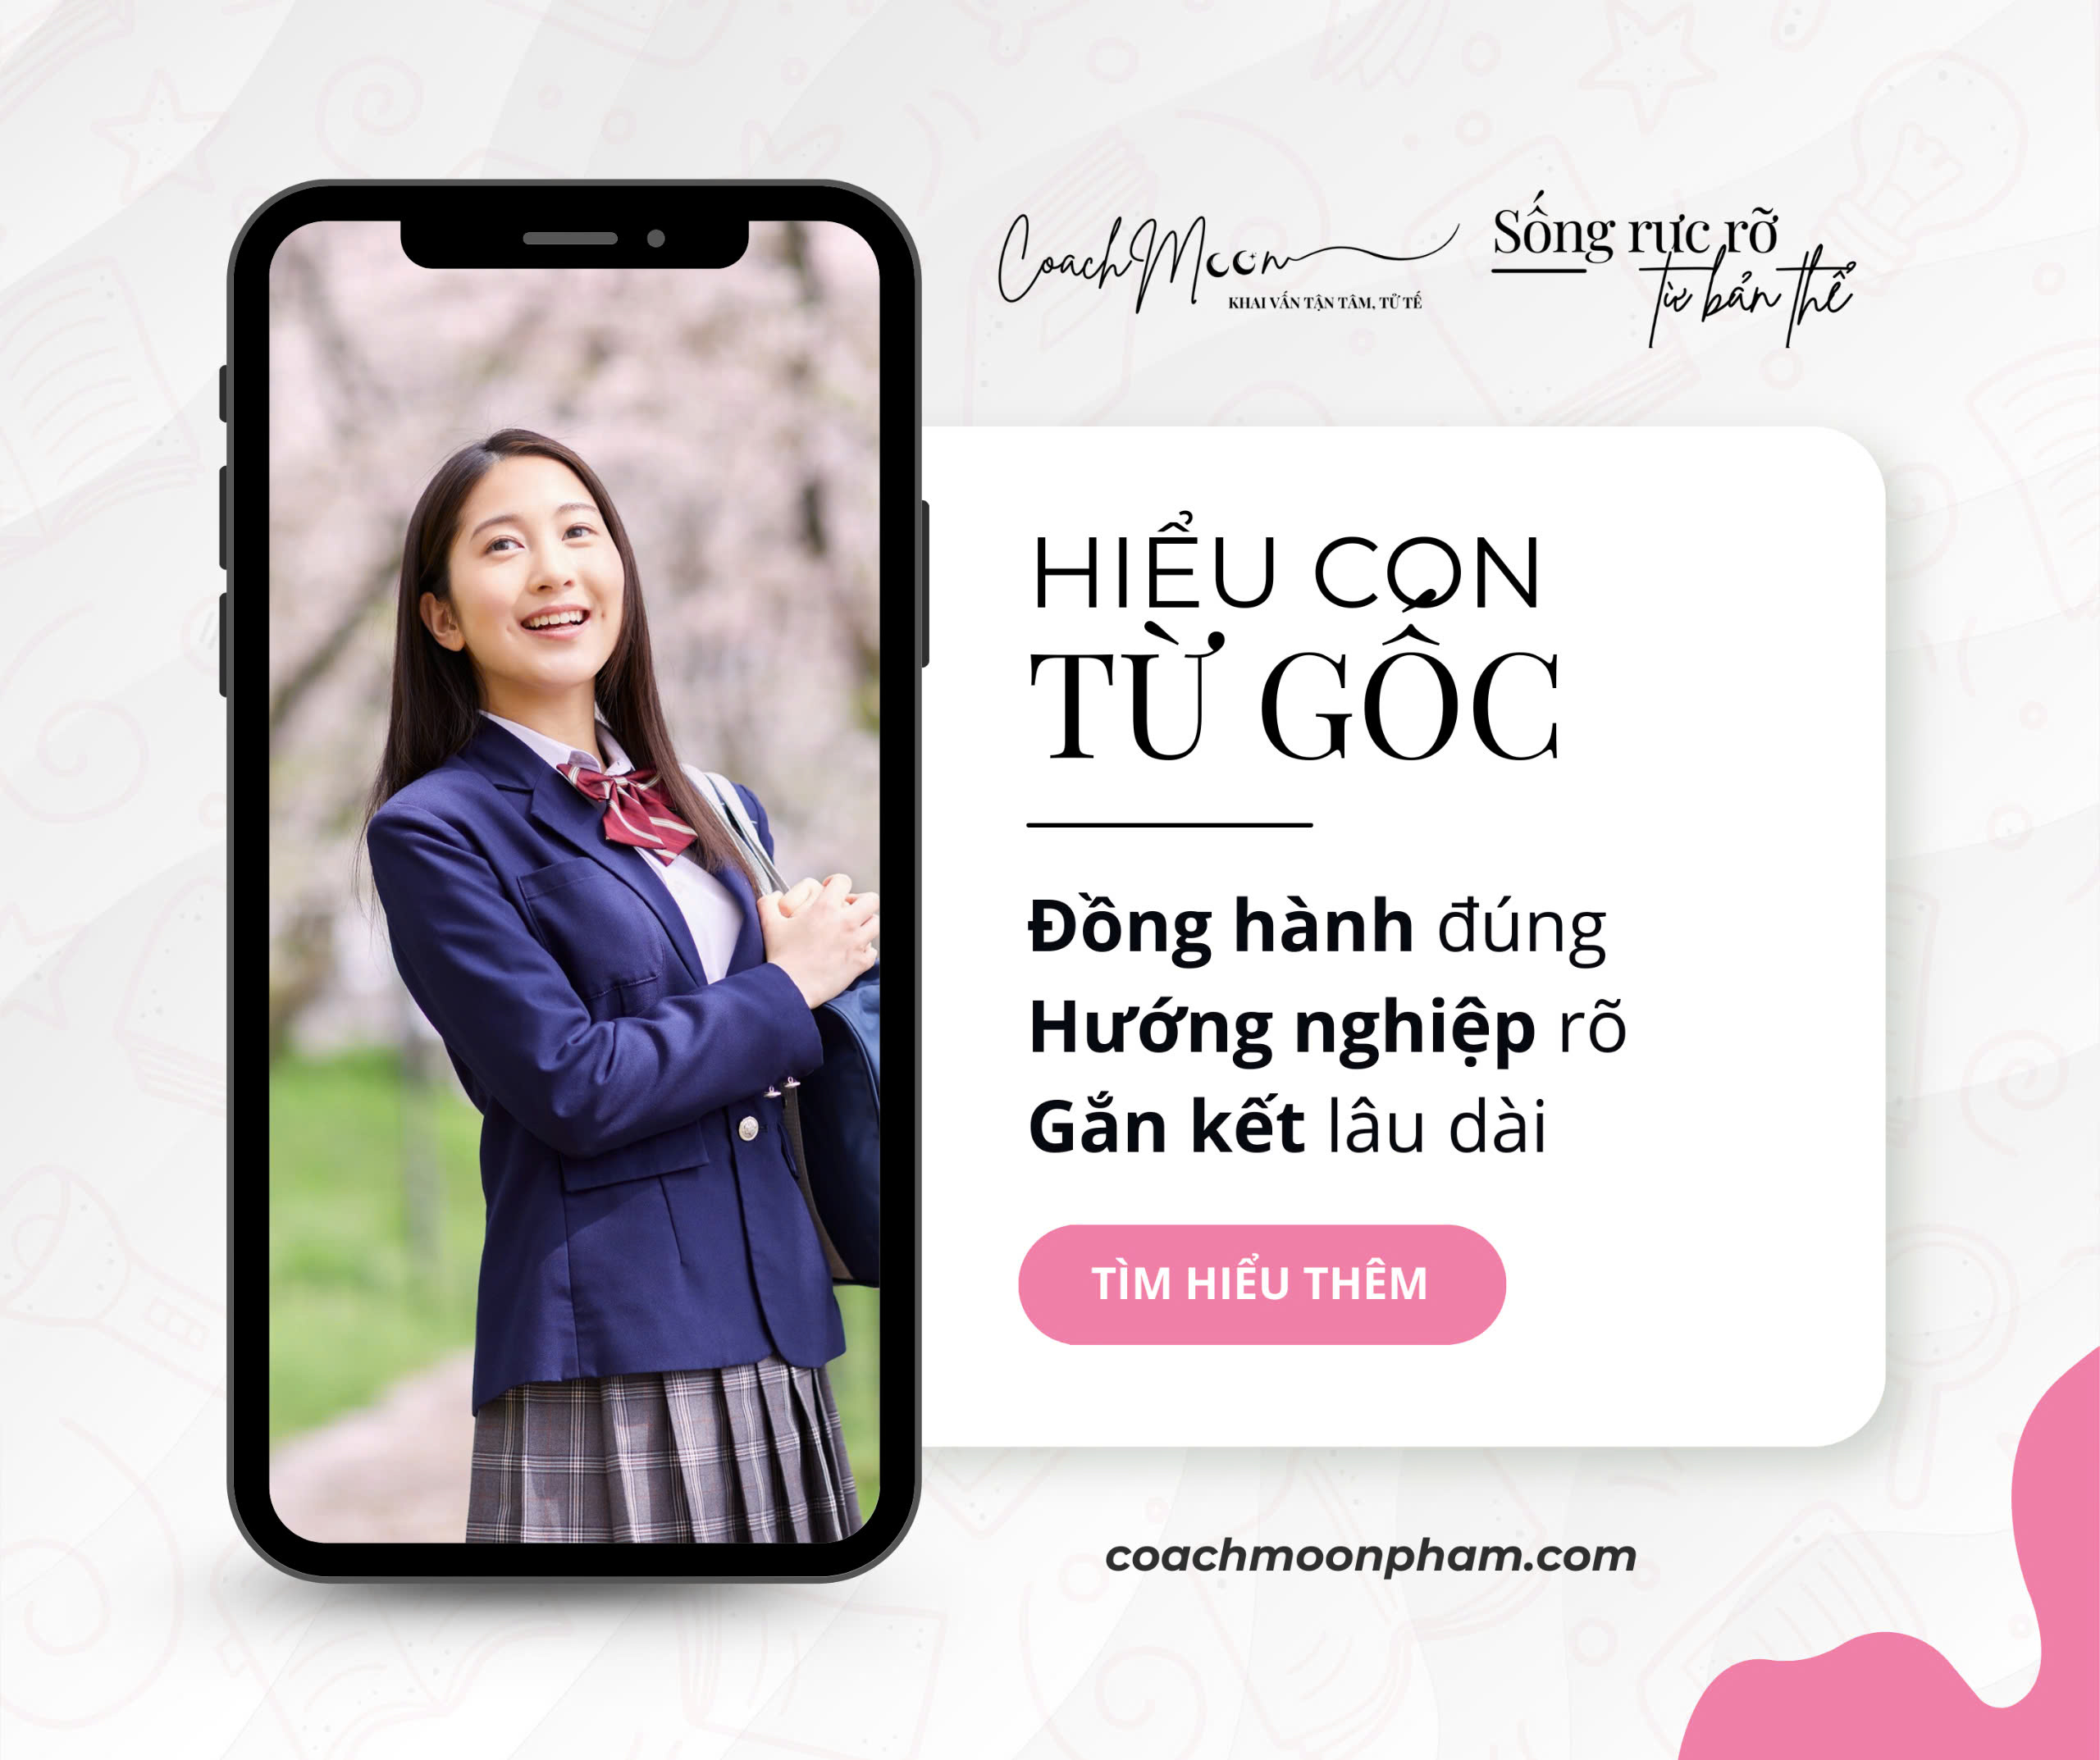 CoachMoon
KHAI VẤN TẬN TÂM, TỬ TẾ
Sống rực rỡ
từ bản thể
HIỂU CON
TỪ GỐC
Đồng hành đúng
Hướng nghiệp rõ
Gắn kết lâu dài
TÌM HIỂU THÊM
coachmoonpham.com